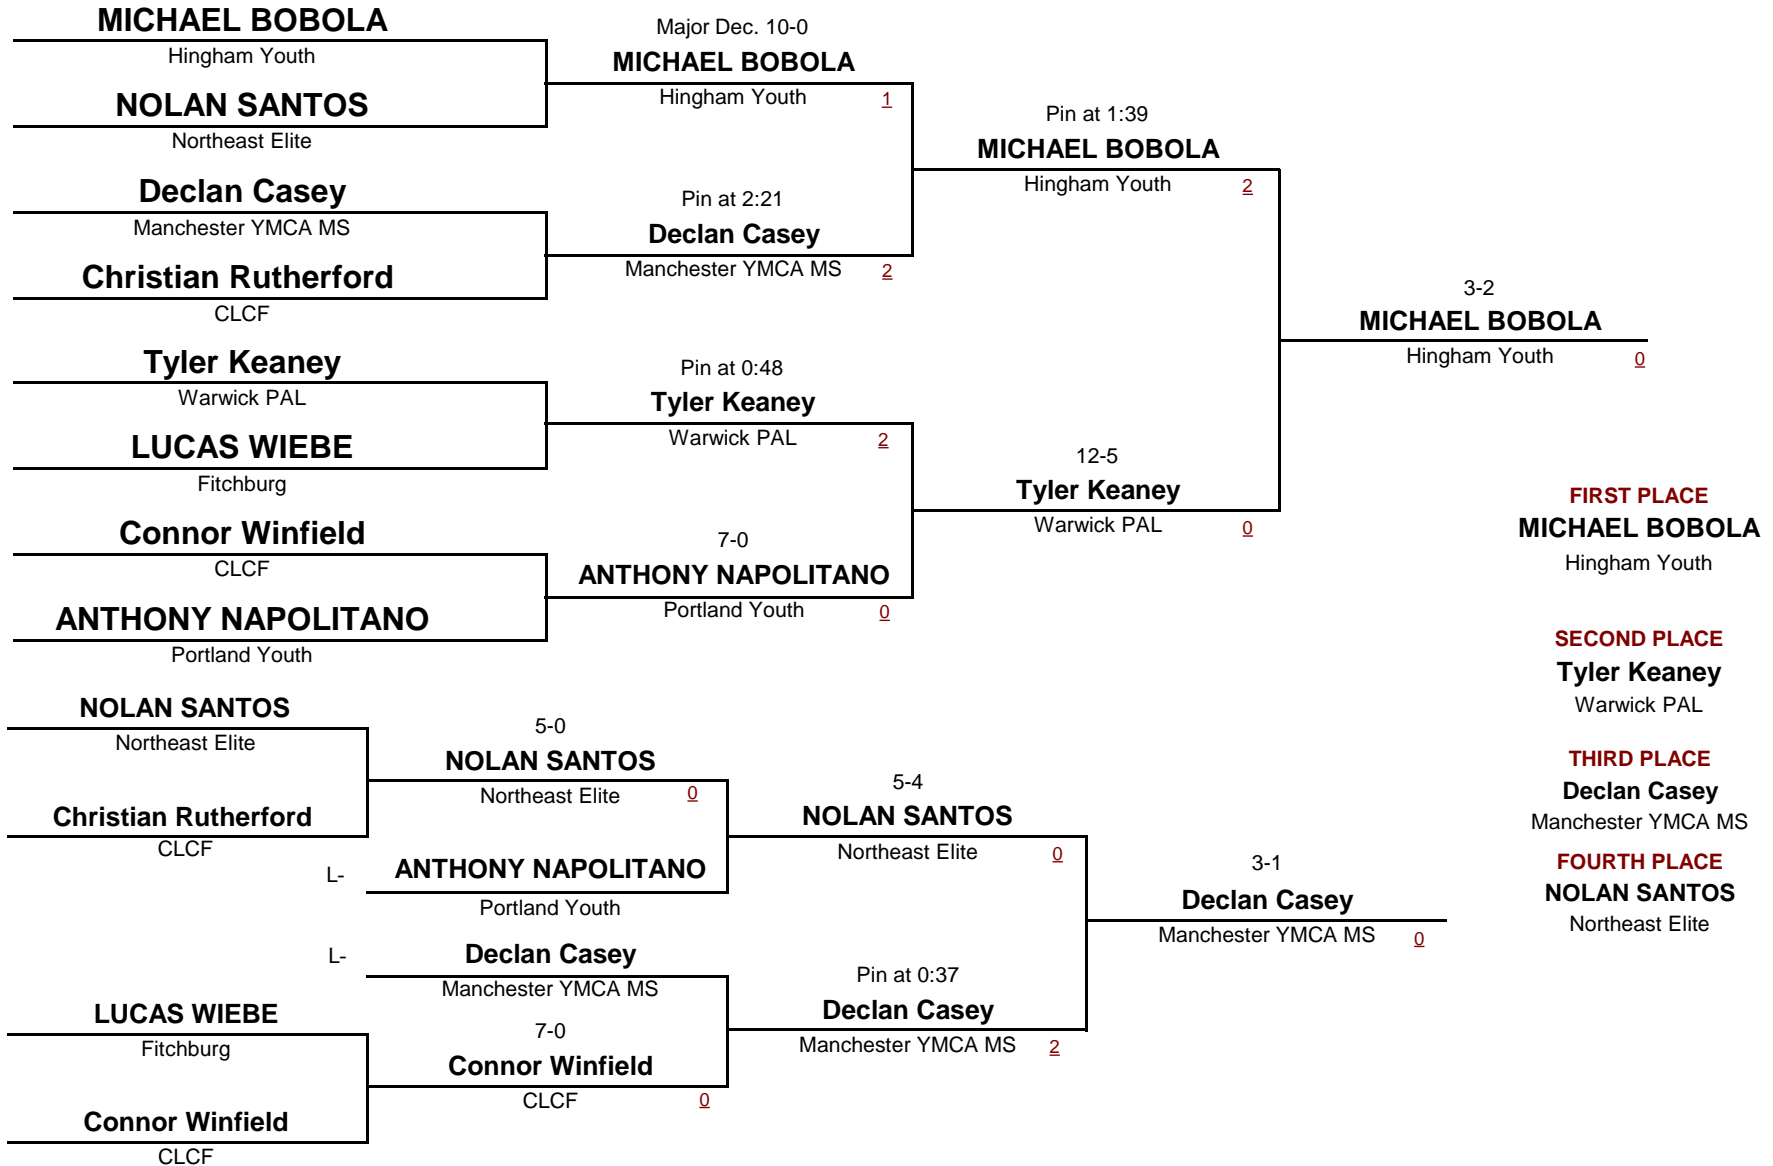 MICHAEL BOBOLA
Hingham Youth
NOLAN SANTOS
Northeast Elite
Declan Casey
Manchester YMCA MS
Christian Rutherford
CLCF
Tyler Keaney
Warwick PAL
LUCAS WIEBE
Fitchburg
Connor Winfield
CLCF
ANTHONY NAPOLITANO
Portland Youth
Major Dec. 10-0
MICHAEL BOBOLA
Hingham Youth 1
Pin at 2:21
Declan Casey
Manchester YMCA MS 2
Pin at 0:48
Tyler Keaney
Warwick PAL 2
7-0
ANTHONY NAPOLITANO
Portland Youth 0
Pin at 1:39
MICHAEL BOBOLA
Hingham Youth 2
12-5
Tyler Keaney
Warwick PAL 0
3-2
MICHAEL BOBOLA
Hingham Youth 0
NOLAN SANTOS
Northeast Elite
Christian Rutherford
CLCF
LUCAS WIEBE
Fitchburg
Connor Winfield
CLCF
5-0
NOLAN SANTOS
Northeast Elite 0
L- ANTHONY NAPOLITANO
Portland Youth
L- Declan Casey
Manchester YMCA MS
7-0
Connor Winfield
CLCF 0
5-4
NOLAN SANTOS
Northeast Elite 0
Pin at 0:37
Declan Casey
Manchester YMCA MS 2
3-1
Declan Casey
Manchester YMCA MS 0
FIRST PLACE
MICHAEL BOBOLA
Hingham Youth
SECOND PLACE
Tyler Keaney
Warwick PAL
THIRD PLACE
Declan Casey
Manchester YMCA MS
FOURTH PLACE
NOLAN SANTOS
Northeast Elite